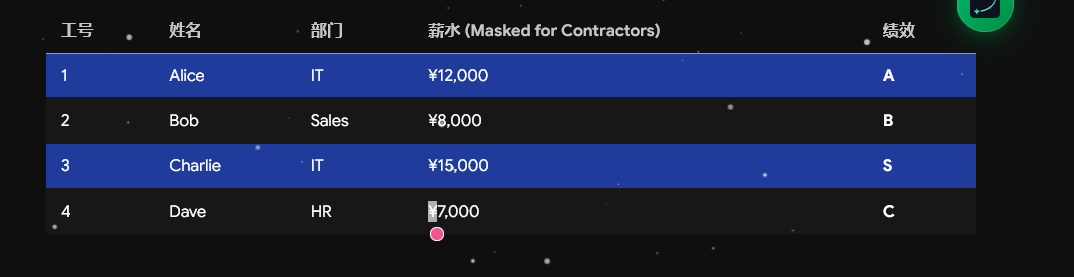 工号 姓名 部门 薪水 (Masked for Contractors) 绩效
1 Alice IT ¥12,000 A
2 Bob Sales ¥8,000 B
3 Charlie IT ¥15,000 S
4 Dave HR ¥7,000 C